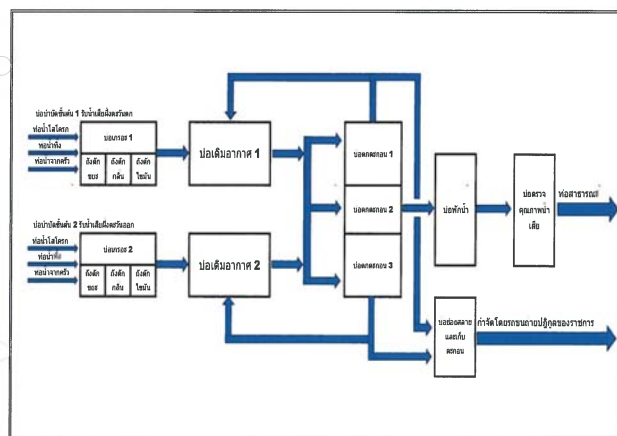 บ่อบำบัดขั้นต้น 1 รับน้ำเสียฝั่งตะวันตก
ท่อน้ำโสโครก
ท่อน้ำทิ้ง
ท่อน้ำจากครัว
บ่อเกรอะ 1
ถังดัก
ขยะ
ถังดัก
กลิ่น
ถังดัก
ไขมัน
บ่อเติมอากาศ 1
บ่อบำบัดขั้นต้น 2 รับน้ำเสียฝั่งตะวันออก
ท่อน้ำโสโครก
ท่อน้ำทิ้ง
ท่อน้ำจากครัว
บ่อเกรอะ 2
ถังดัก
ขยะ
ถังดัก
กลิ่น
ถังดัก
ไขมัน
บ่อเติมอากาศ 2
บ่อตกตะกอน 1
บ่อตกตะกอน 2
บ่อตกตะกอน 3
บ่อพักน้ำ
บ่อตรวจ
คุณภาพน้ำ
เสีย
ท่อสาธารณะ
บ่อย่อยสลาย
และเก็บ
ตะกอน
กำจัดโดยรถขนถ่ายปฏิกูลของราชการ